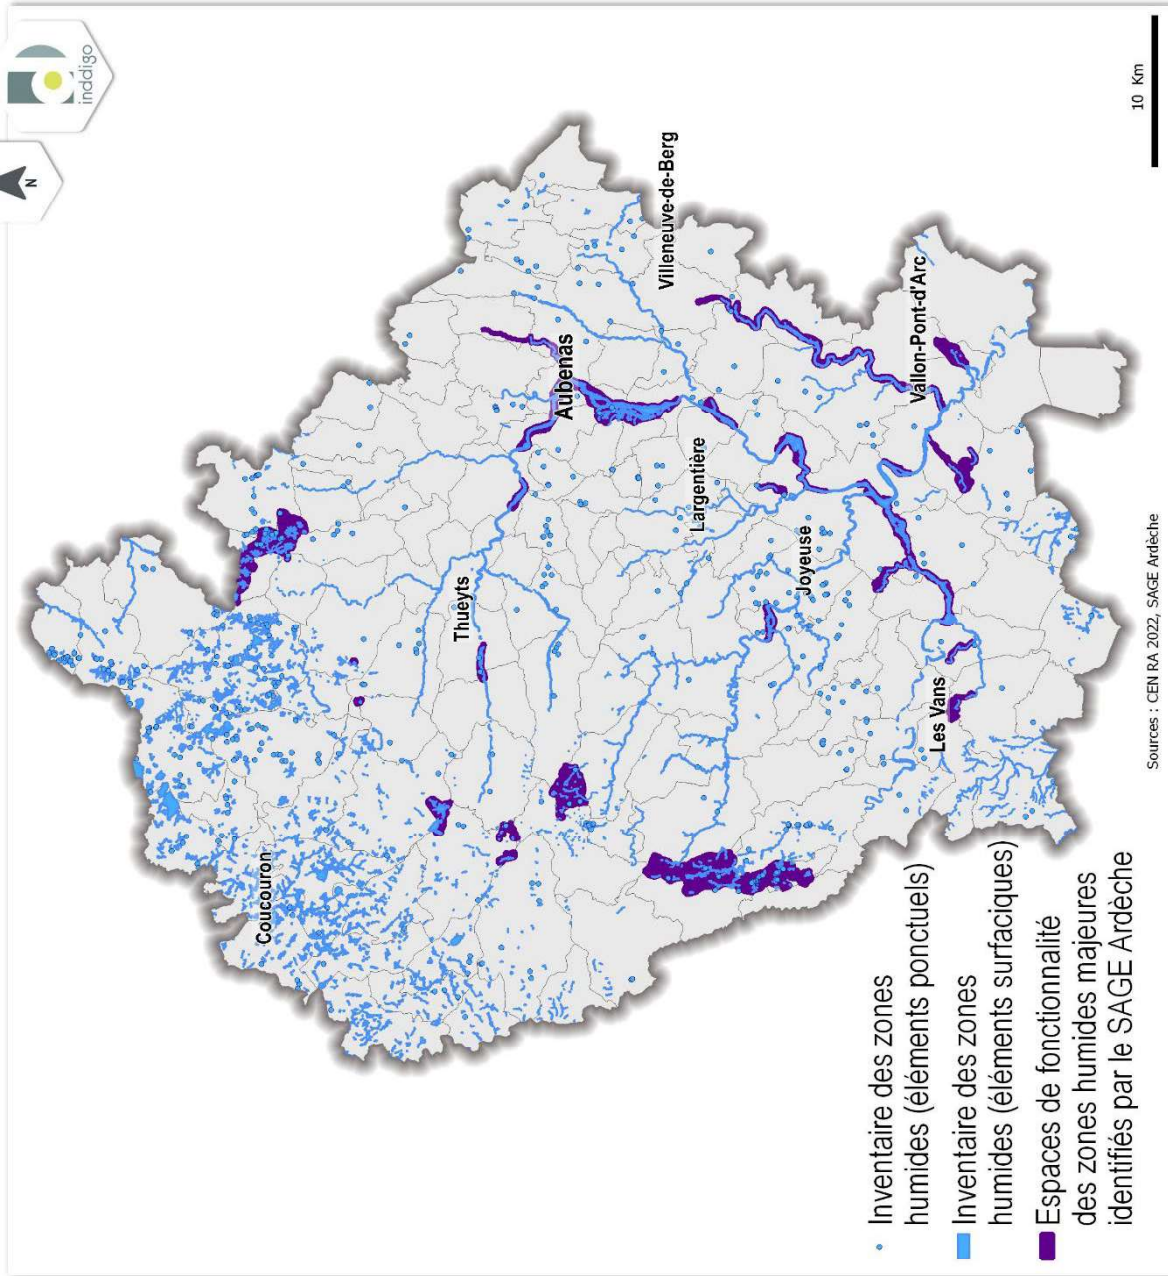 inddigo
N
Coucouron
Thueyts
Aubenas
Villeneuve-de-Berg
Largentière
Joyeuse
Vallon-Pont-d'Arc
Les Vans
Inventaire des zones
humides (éléments ponctuels)
Inventaire des zones
humides (éléments surfaciques)
Espaces de fonctionnalité
des zones humides majeures
identifiés par le SAGE Ardèche
Sources : CEN RA 2022, SAGE Ardèche
10 Km